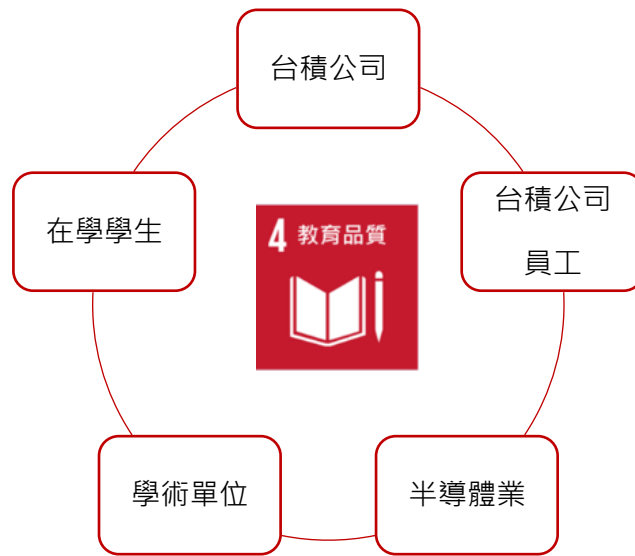 台積公司
台積公司
員工
在學學生
4 教育品質
學術單位
半導體業